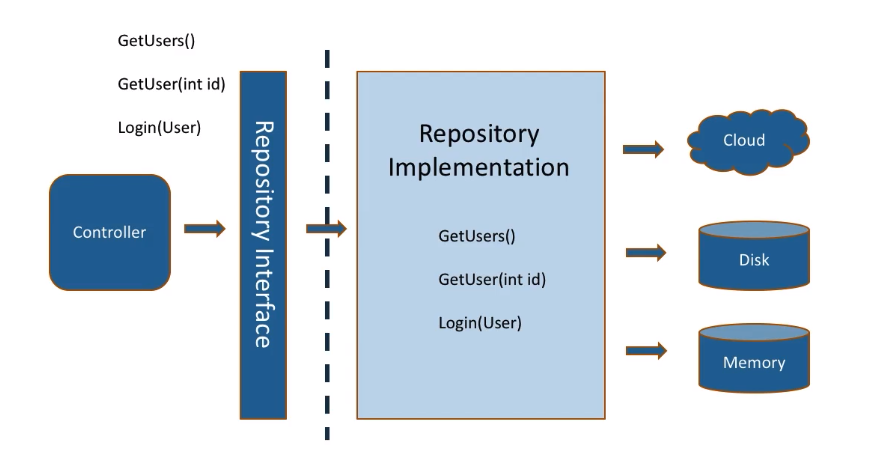 GetUsers()
GetUser(int id)
Login(User)
Controller
Repository Interface
Repository
Implementation
GetUsers()
GetUser(int id)
Login(User)
Cloud
Disk
Memory